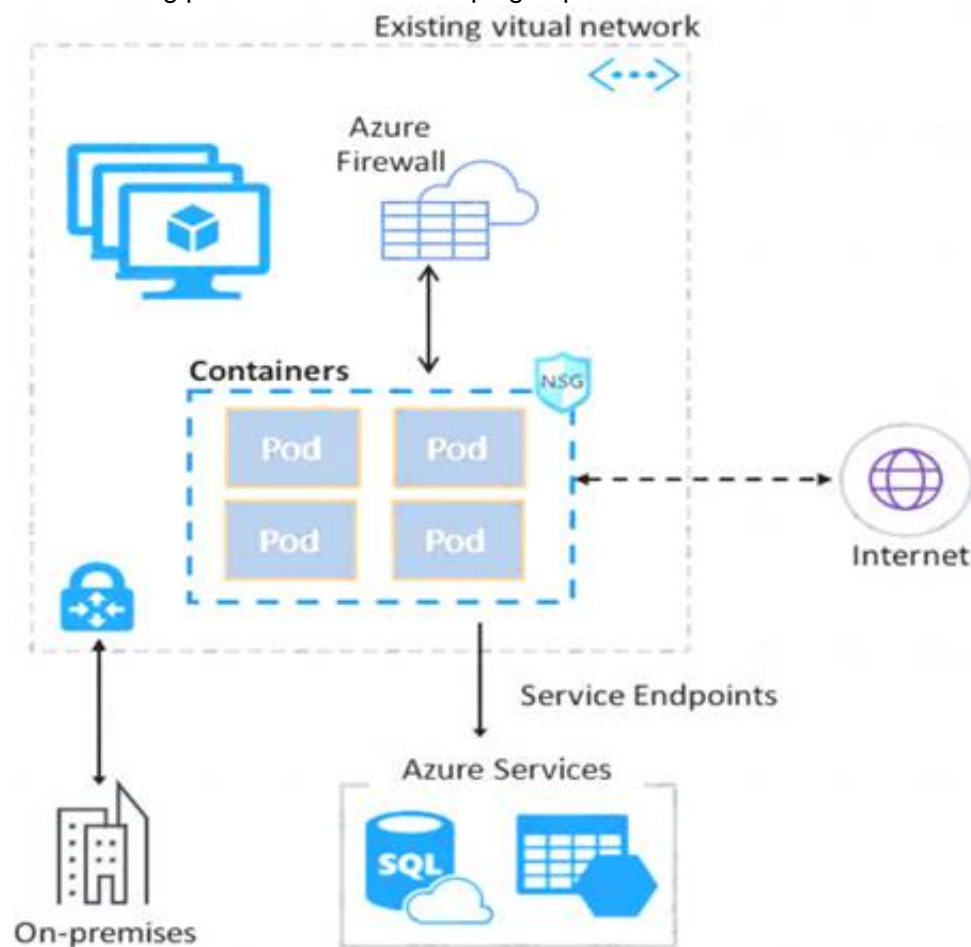 Existing vitual network
Azure
Firewall
Containers
NSG
Pod
Pod
Pod
Pod
Internet
Service Endpoints
Azure Services
SQL
On-premises